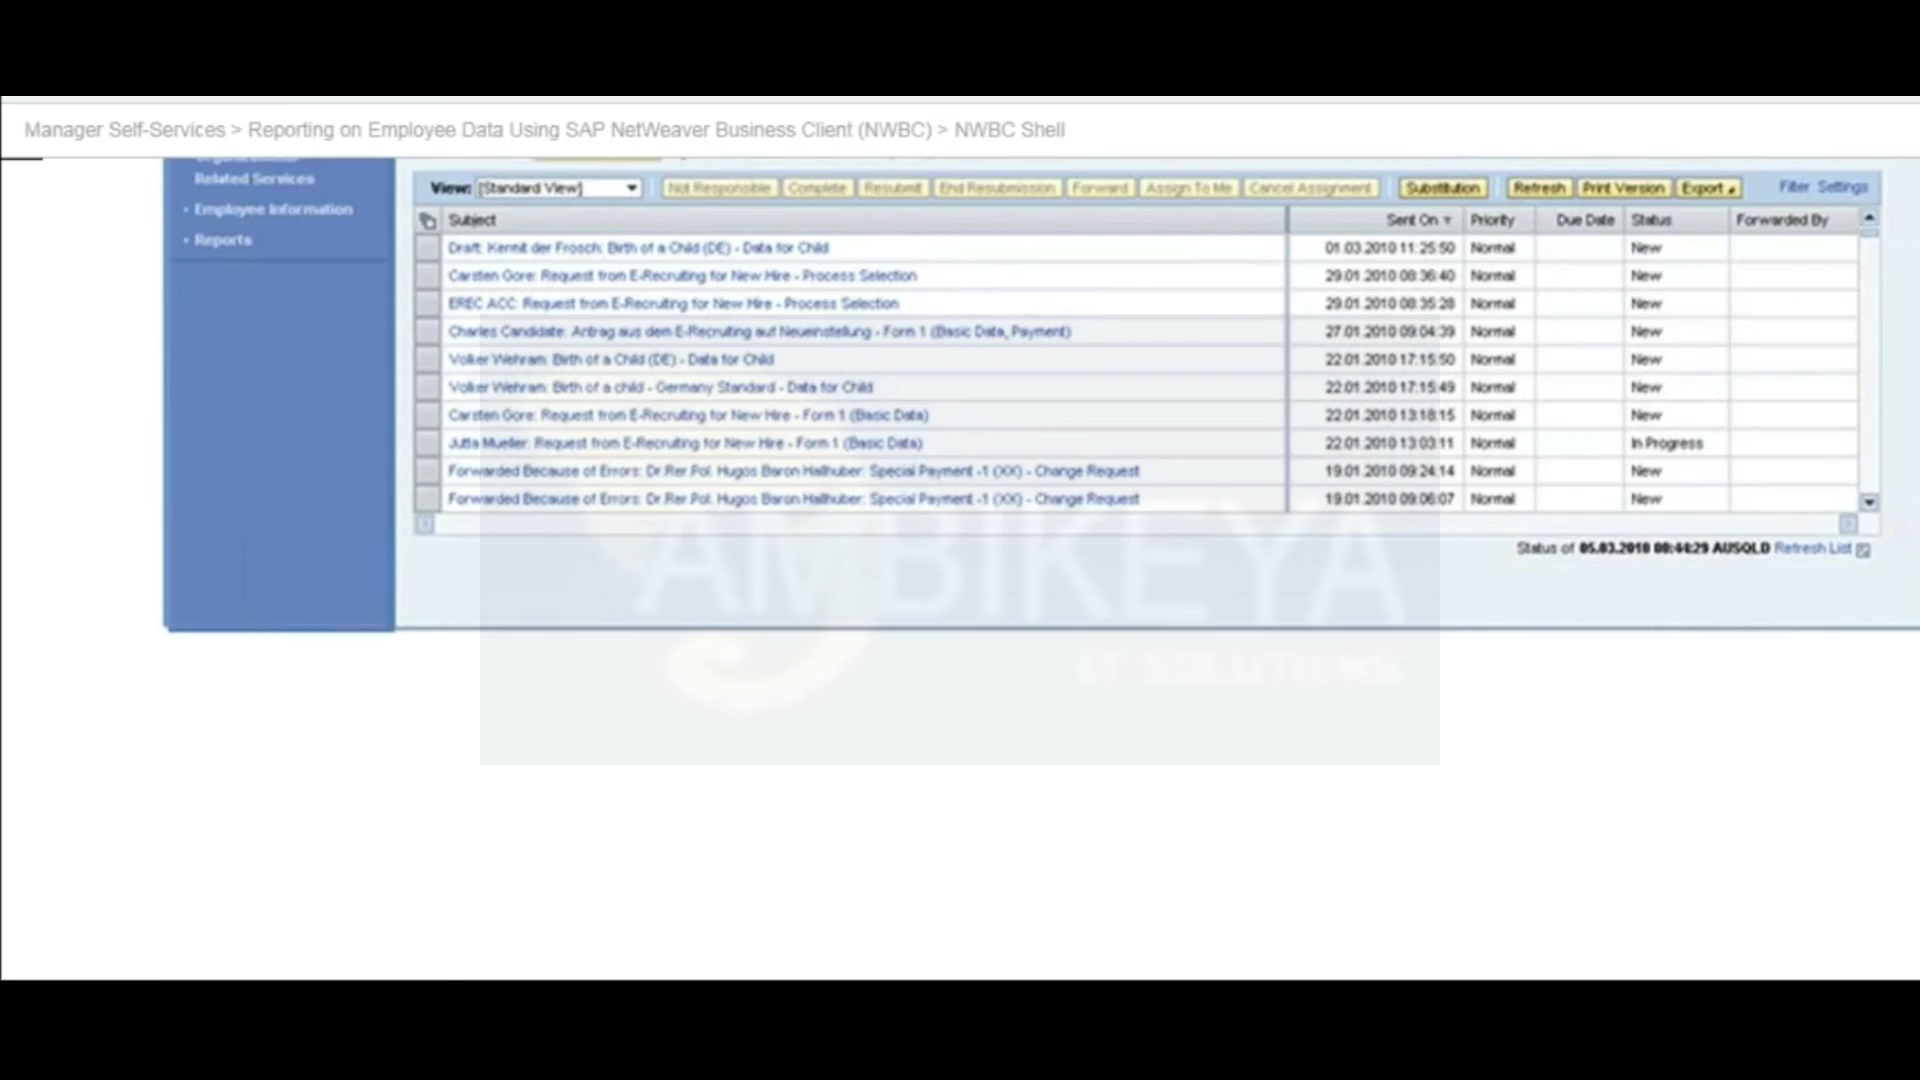 Manager Self-Services > Reporting on Employee Data Using SAP NetWeaver Business Client (NWBC) > NWBC Shell
Related Services
• Employee Information
• Reports
View: [Standard View] Not Responsible Complete Resubmit End Resubmission Forward Assign To Me Cancel Assignment Substitution Refresh Print Version Export Filter Settings
Subject Sent On Priority Due Date Status Forwarded By
Draft: Kermit der Frosch: Birth of a Child (DE) - Data for Child 01.03.2010 11:25:50 Normal New
Carsten Gore: Request from E-Recruiting for New Hire - Process Selection 29.01.2010 08:36:40 Normal New
EREC ACC: Request from E-Recruiting for New Hire - Process Selection 29.01.2010 08:35:28 Normal New
Charles Candidate: Antrag aus dem E-Recruiting auf Neueinstellung - Form 1 (Basic Data, Payment) 27.01.2010 09:04:39 Normal New
Volker Wehram: Birth of a Child (DE) - Data for Child 22.01.2010 17:15:50 Normal New
Volker Wehram: Birth of a child - Germany Standard - Data for Child 22.01.2010 17:15:49 Normal New
Carsten Gore: Request from E-Recruiting for New Hire - Form 1 (Basic Data) 22.01.2010 13:18:15 Normal New
Jutta Mueller: Request from E-Recruiting for New Hire - Form 1 (Basic Data) 22.01.2010 13:03:11 Normal In Progress
Forwarded Because of Errors: Dr.Rer.Pol. Hugos Baron Hallhuber: Special Payment -1 (XX) - Change Request 19.01.2010 09:24:14 Normal New
Forwarded Because of Errors: Dr.Rer.Pol. Hugos Baron Hallhuber: Special Payment -1 (XX) - Change Request 19.01.2010 09:06:07 Normal New
Status of 05.03.2010 00:44:29 AUSQLD Refresh List
AMBIKEYA
IT SOLUTIONS